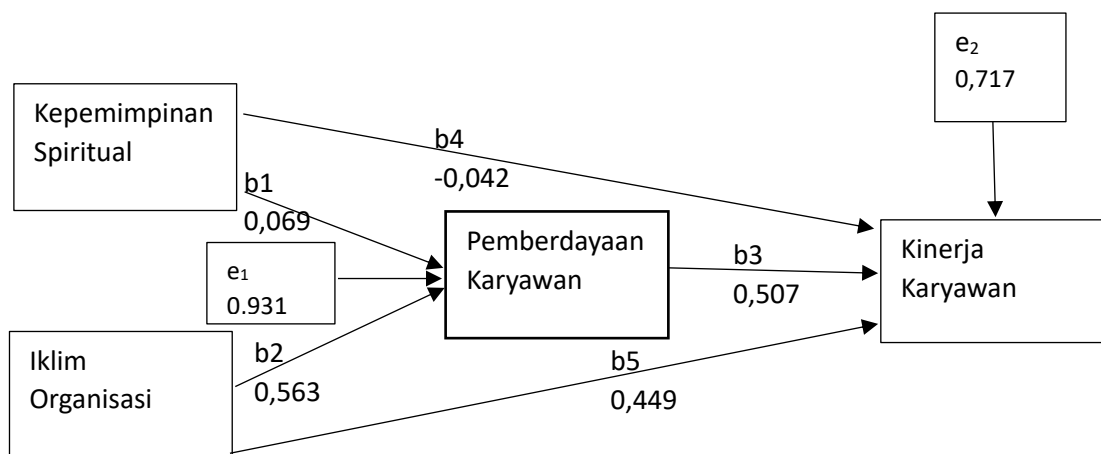 e₂
0,717
Kepemimpinan
Spiritual
b4
-0,042
b1
0,069
Pemberdayaan
Karyawan
b3
0,507
Kinerja
Karyawan
e₁
0.931
Iklim
Organisasi
b2
0,563
b5
0,449